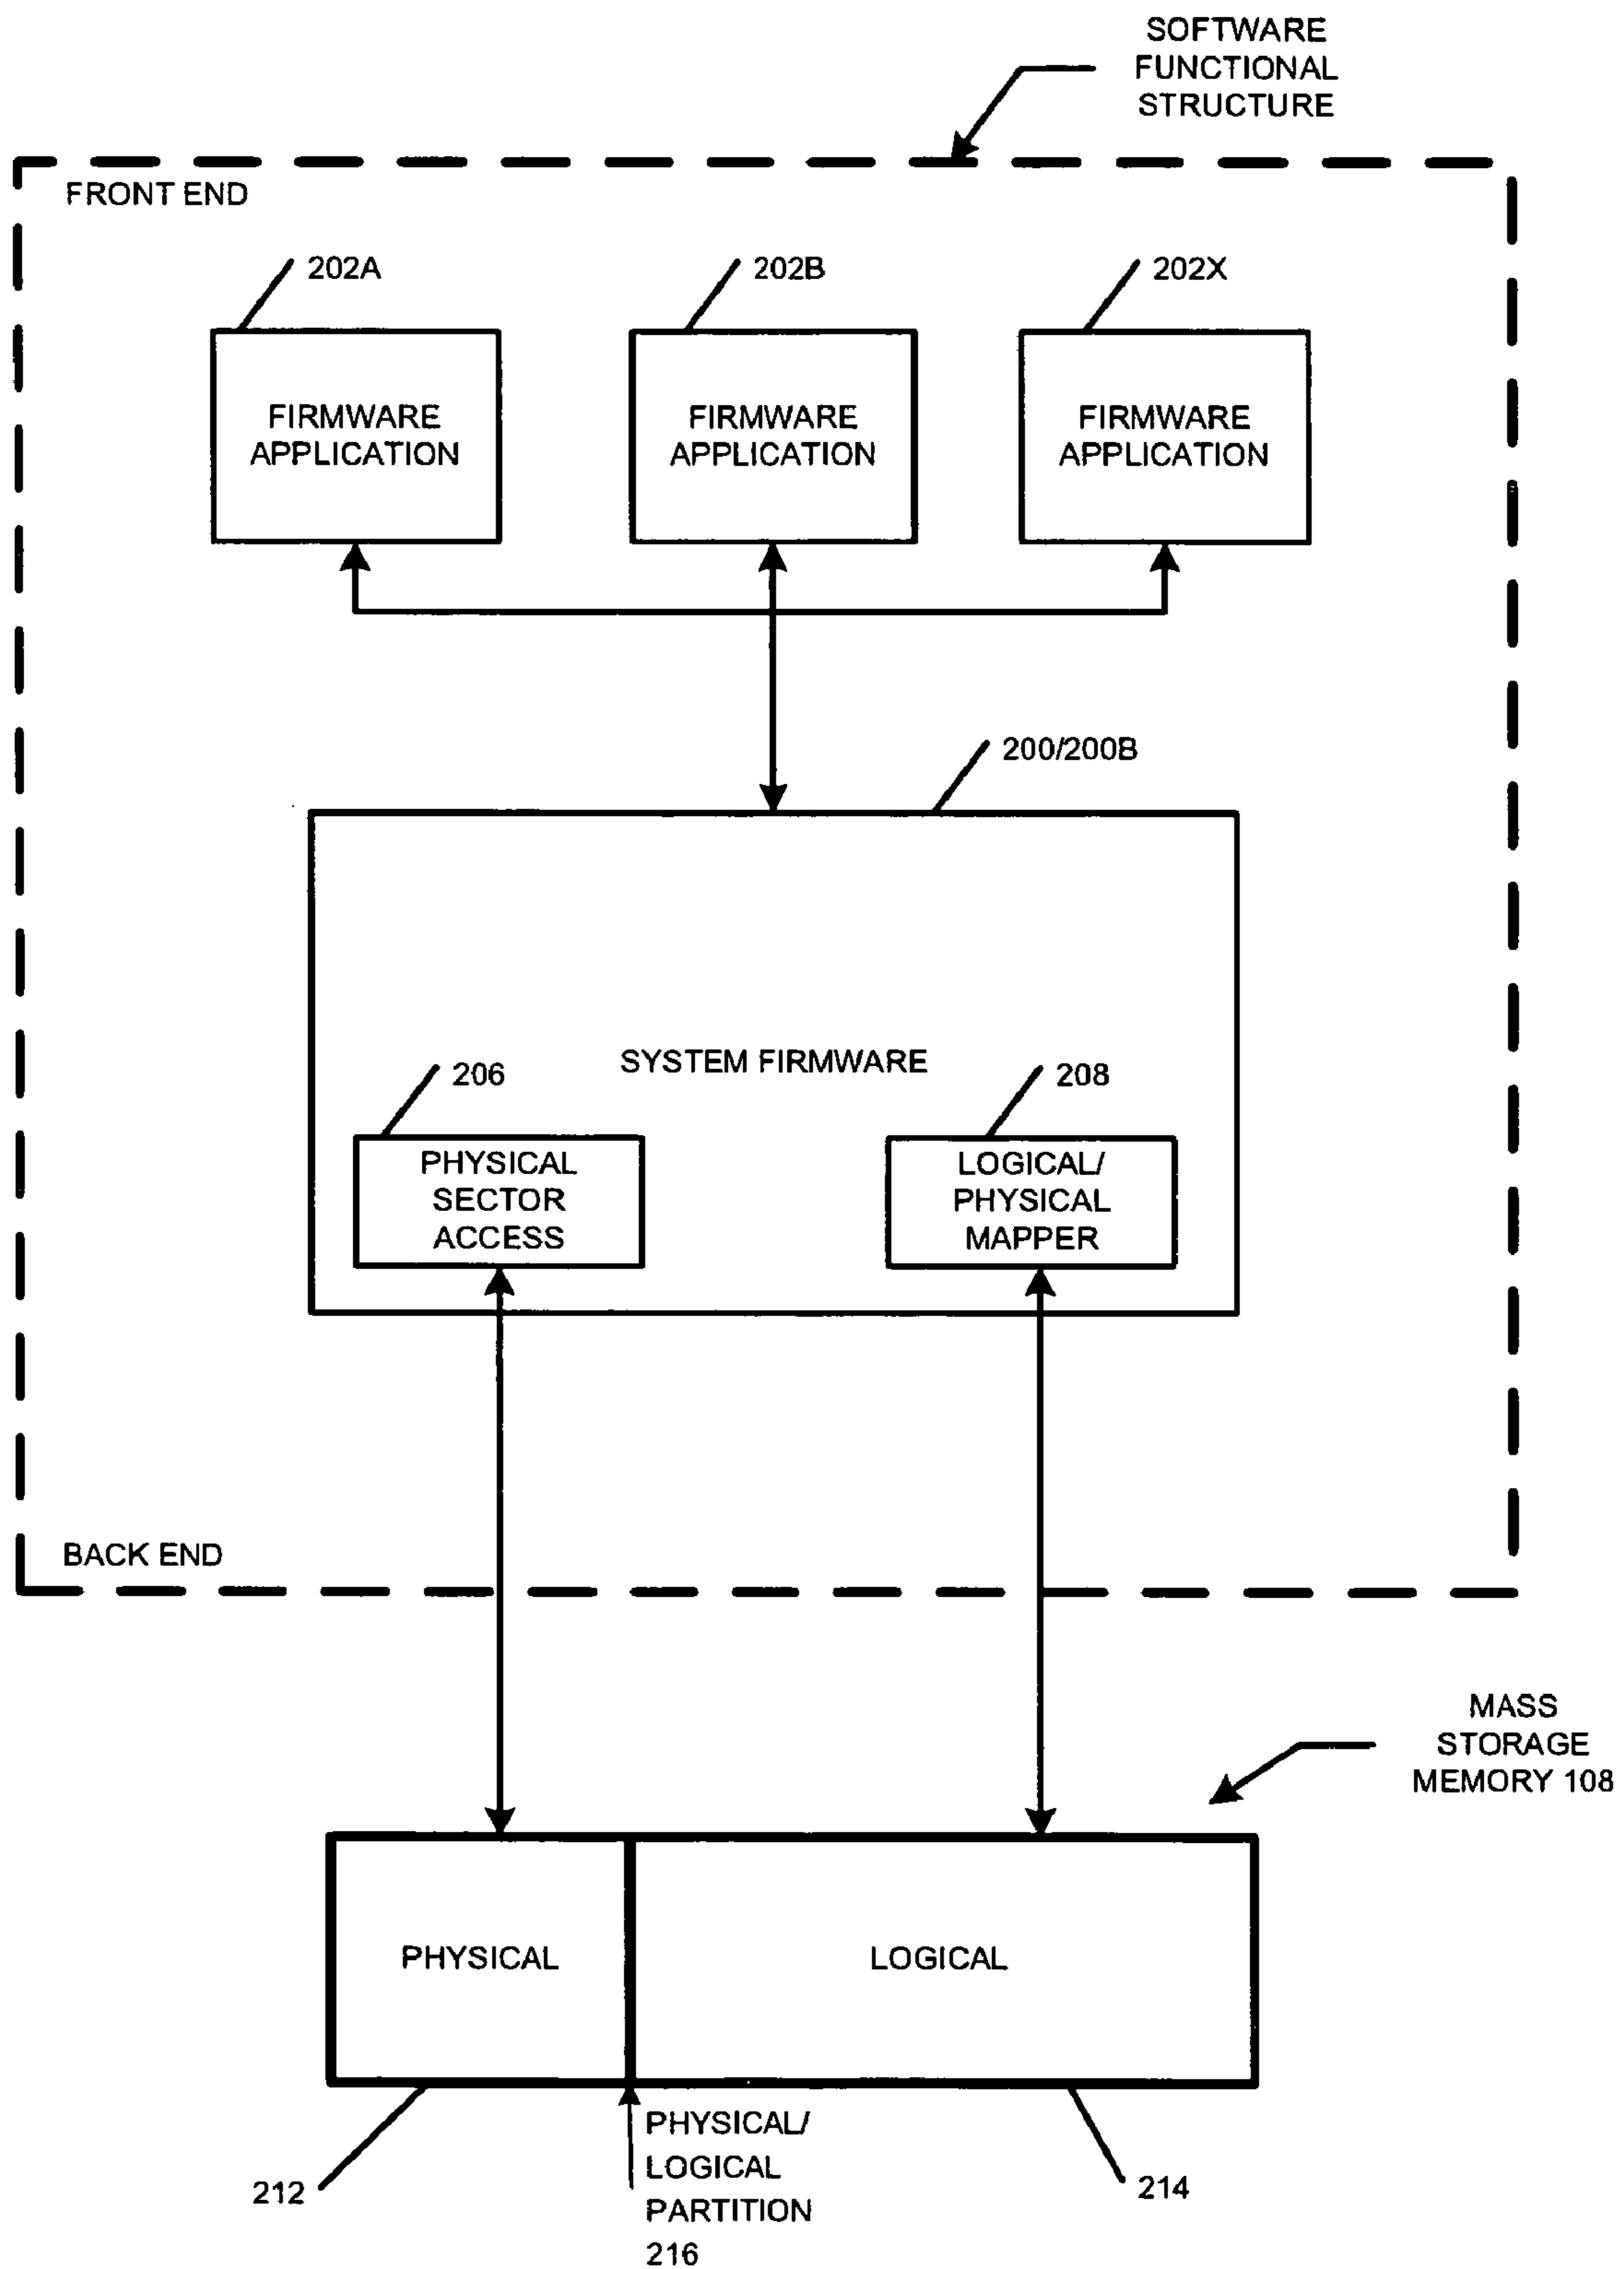 SOFTWARE
FUNCTIONAL
STRUCTURE
FRONT END
202A
202B
202X
FIRMWARE
APPLICATION
FIRMWARE
APPLICATION
FIRMWARE
APPLICATION
200/200B
SYSTEM FIRMWARE
206
208
PHYSICAL
SECTOR
ACCESS
LOGICAL/
PHYSICAL
MAPPER
BACK END
MASS
STORAGE
MEMORY 108
PHYSICAL
LOGICAL
212
PHYSICAL/
LOGICAL
PARTITION
216
214